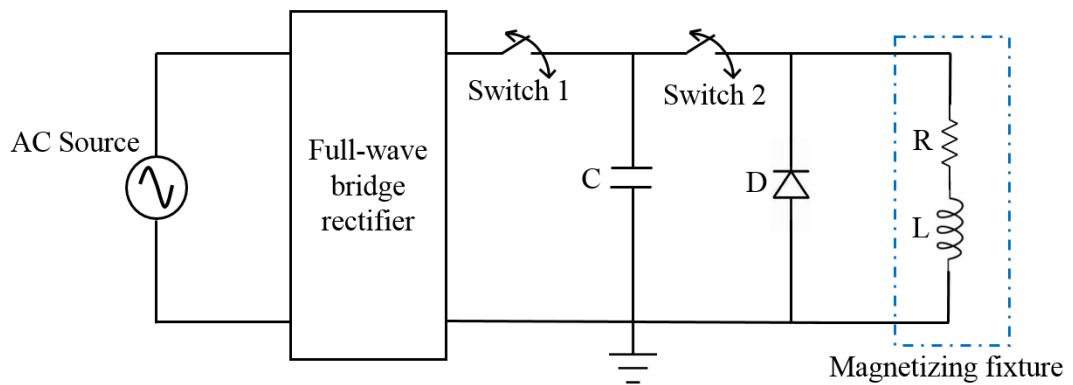 AC Source
Full-wave
bridge
rectifier
Switch 1
Switch 2
C
D
R
L
Magnetizing fixture